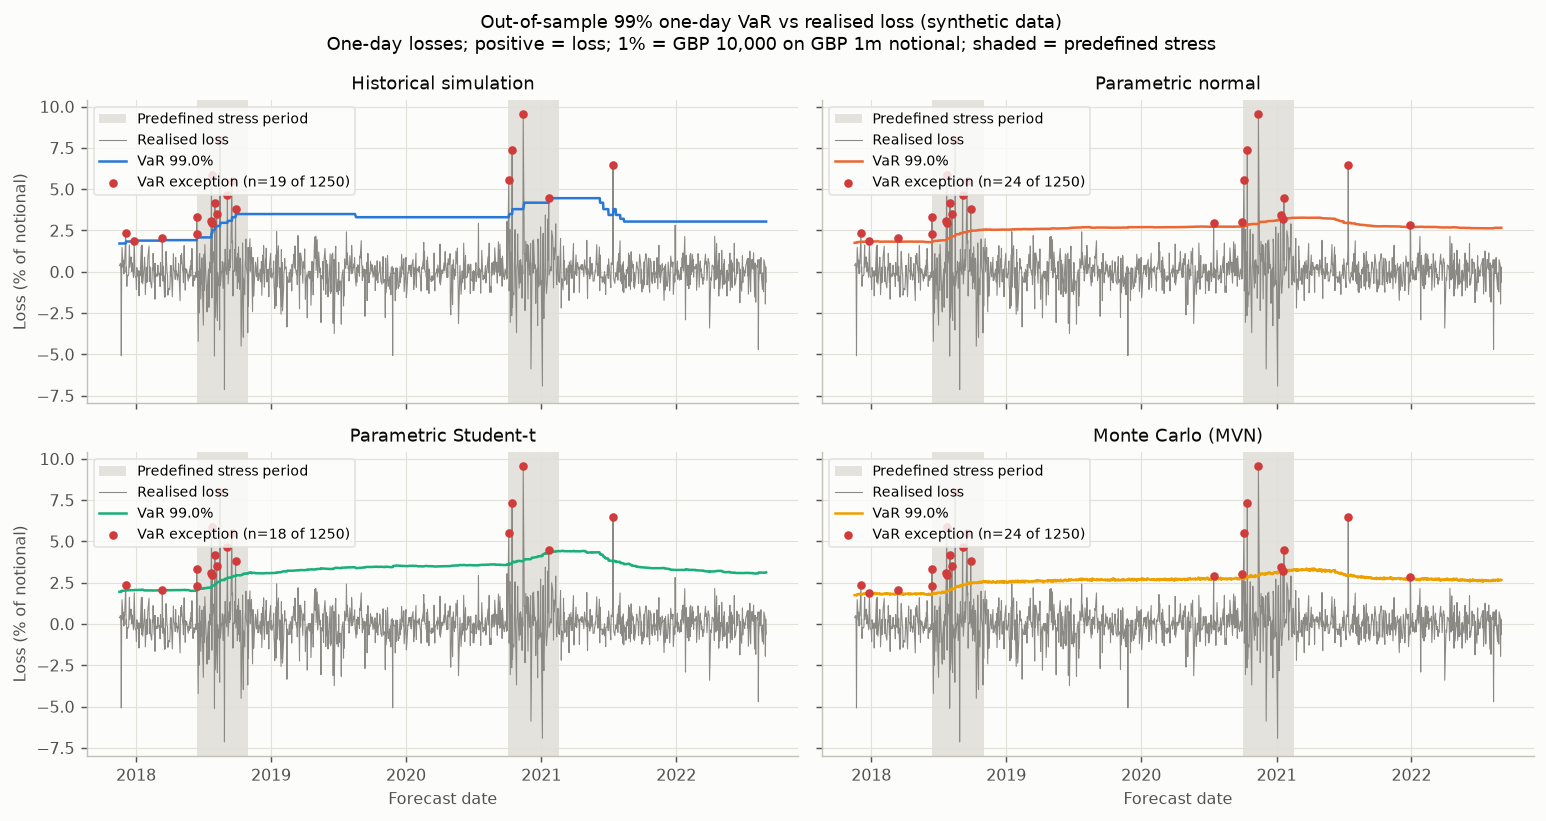 Out-of-sample 99% one-day VaR vs realised loss (synthetic data)
One-day losses; positive = loss; 1% = GBP 10,000 on GBP 1m notional; shaded = predefined stress
Historical simulation
Loss (% of notional)
10.0
7.5
5.0
2.5
0.0
−2.5
−5.0
−7.5
Predefined stress period
Realised loss
VaR 99.0%
VaR exception (n=19 of 1250)
Parametric normal
Predefined stress period
Realised loss
VaR 99.0%
VaR exception (n=24 of 1250)
Parametric Student-t
Loss (% of notional)
10.0
7.5
5.0
2.5
0.0
−2.5
−5.0
−7.5
Predefined stress period
Realised loss
VaR 99.0%
VaR exception (n=18 of 1250)
2018 2019 2020 2021 2022
Forecast date
Monte Carlo (MVN)
Predefined stress period
Realised loss
VaR 99.0%
VaR exception (n=24 of 1250)
2018 2019 2020 2021 2022
Forecast date